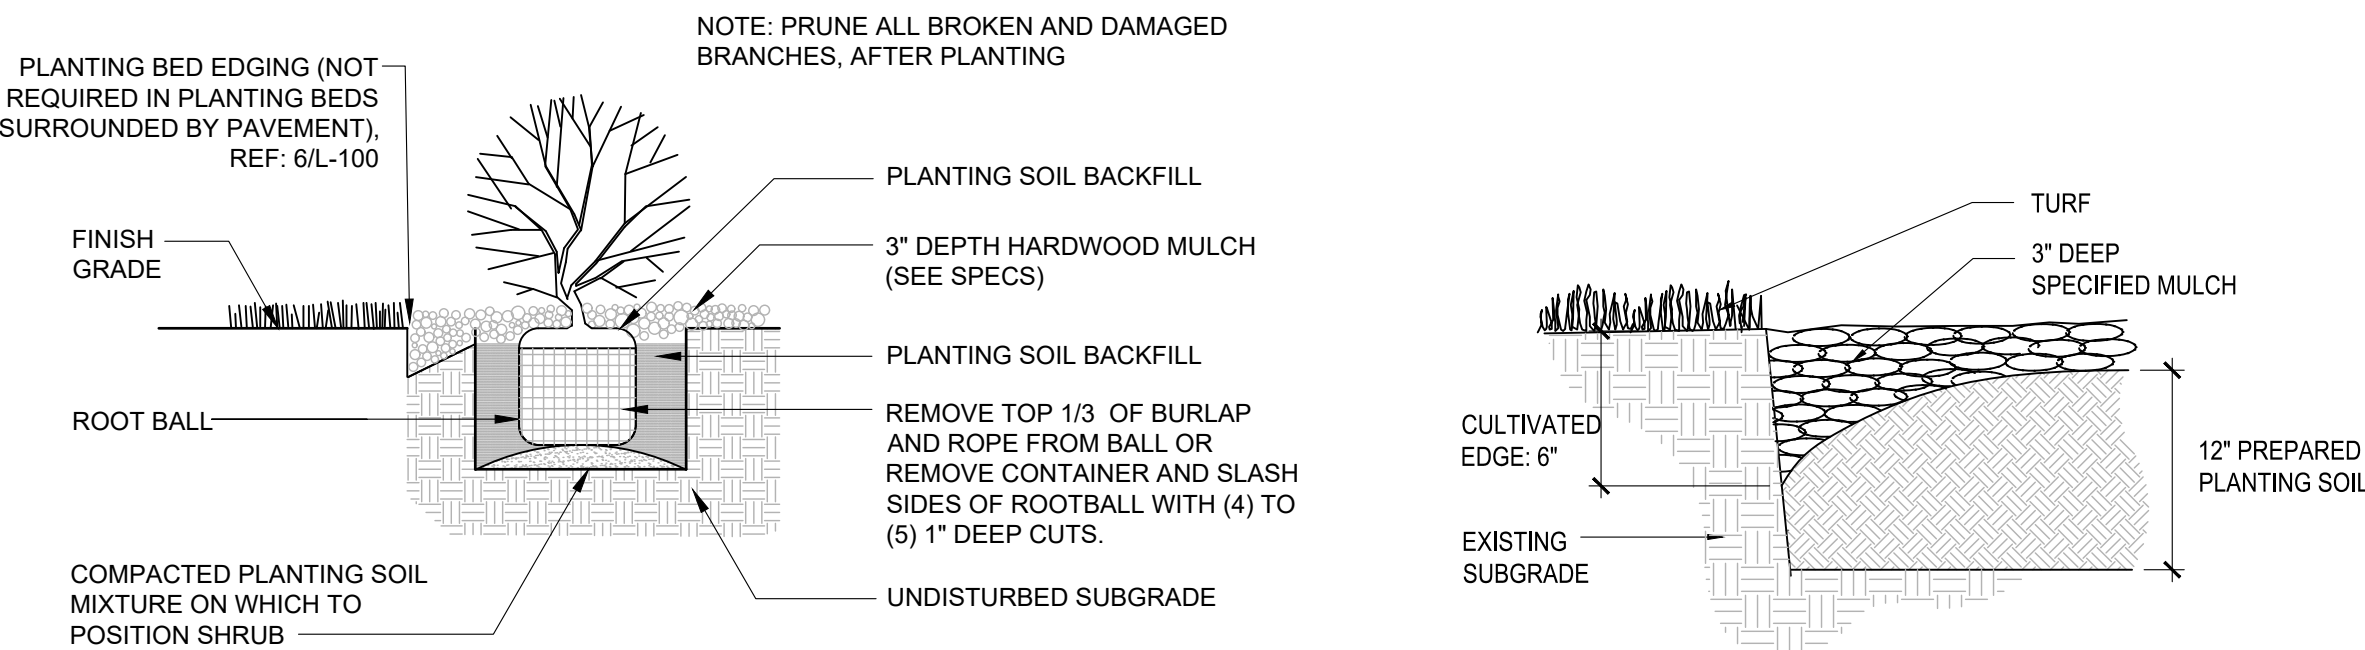 NOTE: PRUNE ALL BROKEN AND DAMAGED
BRANCHES, AFTER PLANTING
PLANTING BED EDGING (NOT
REQUIRED IN PLANTING BEDS
SURROUNDED BY PAVEMENT),
REF: 6/L-100
FINISH
GRADE
ROOT BALL
COMPACTED PLANTING SOIL
MIXTURE ON WHICH TO
POSITION SHRUB
PLANTING SOIL BACKFILL
3" DEPTH HARDWOOD MULCH
(SEE SPECS)
PLANTING SOIL BACKFILL
REMOVE TOP 1/3 OF BURLAP
AND ROPE FROM BALL OR
REMOVE CONTAINER AND SLASH
SIDES OF ROOTBALL WITH (4) TO
(5) 1" DEEP CUTS.
UNDISTURBED SUBGRADE
TURF
3" DEEP
SPECIFIED MULCH
CULTIVATED
EDGE: 6"
EXISTING
SUBGRADE
12" PREPARED
PLANTING SOIL